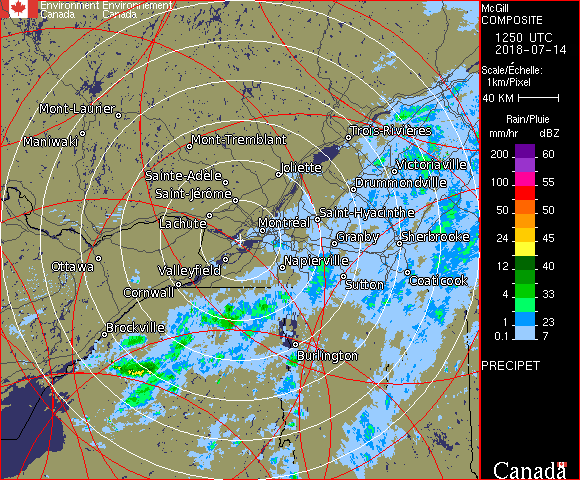 Environment Environnement
Canada Canada
McGill
COMPOSITE
1250 UTC
2018-07-14
Scale/Échelle:
1km/Pixel
40 KM
Rain/Pluie
mm/hr dBZ
200 60
100 55
50 50
24 45
12 40
4 33
1 23
0.1 7
PRECIPET
Canada
Mont-Laurier
Maniwaki
Mont-Tremblant
Trois-Rivières
Sainte-Adèle
Joliette
Victoriaville
Saint-Jérôme
Drummondville
Lachute
Montréal
Saint-Hyacinthe
Granby
Sherbrooke
Ottawa
Valleyfield
Napierville
Cornwall
Sutton
Coaticook
Brockville
Burlington